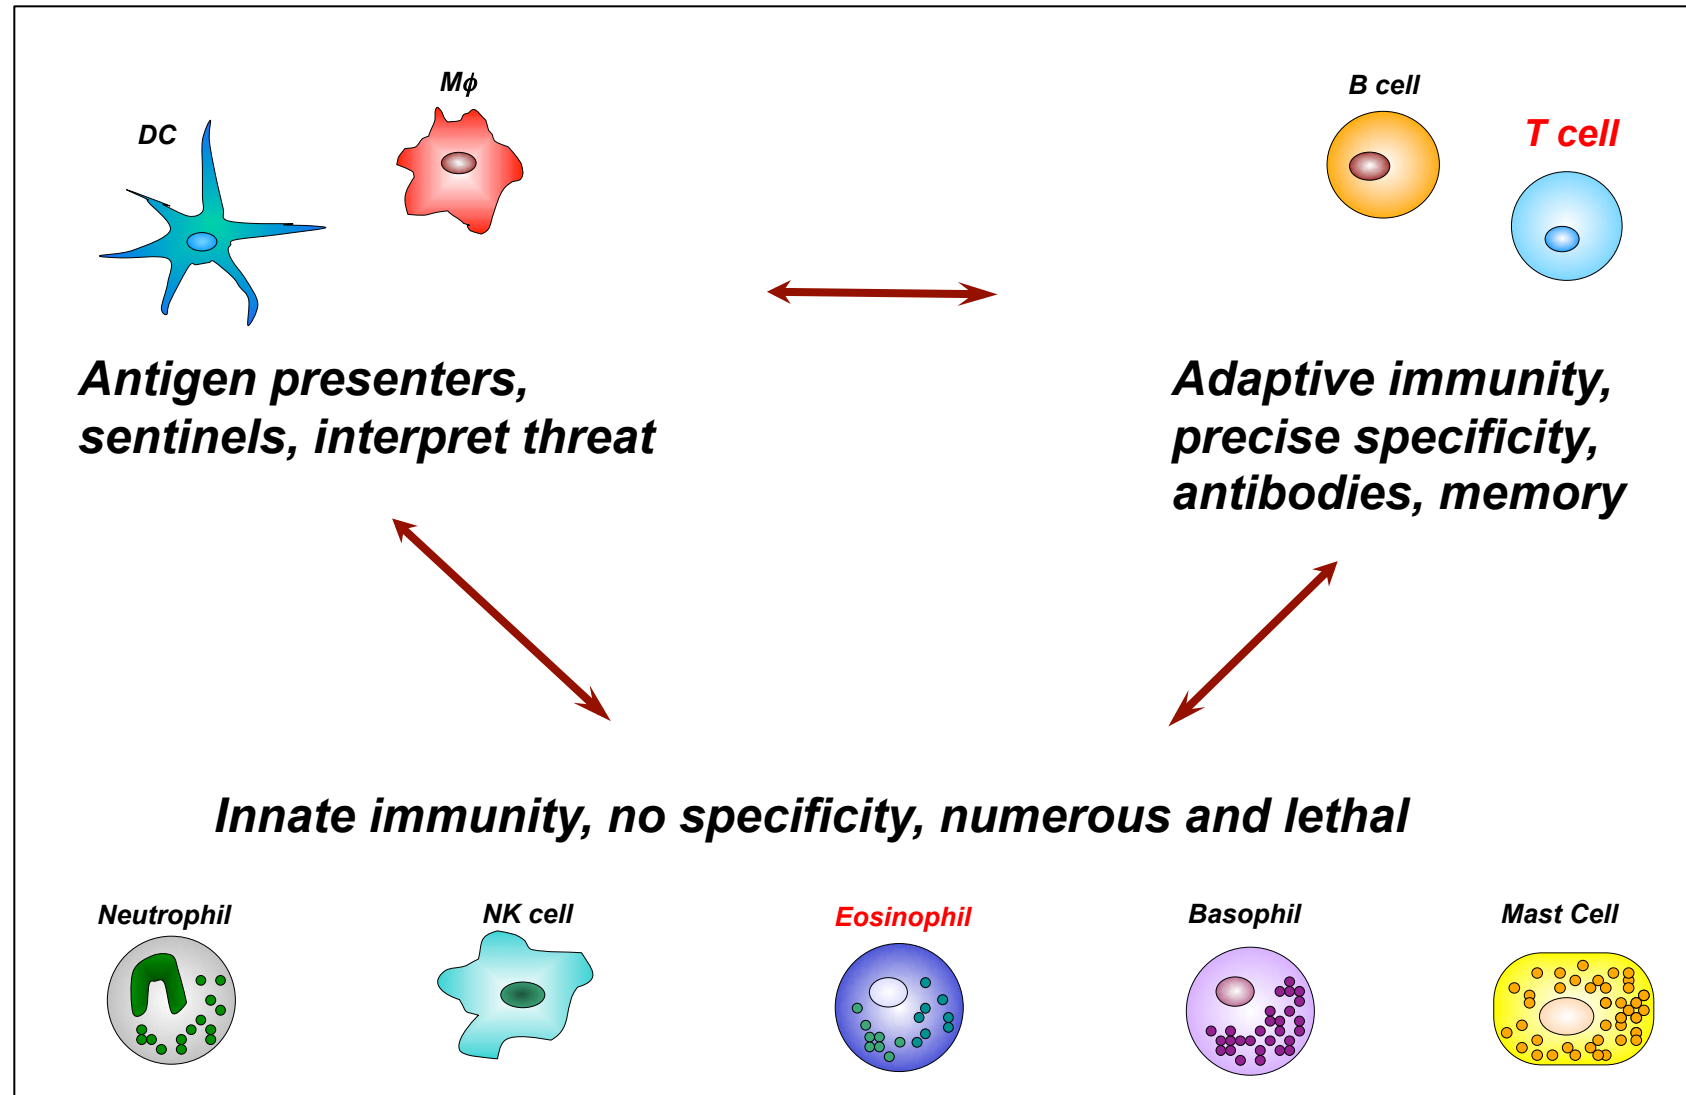 Mϕ
DC
B cell
T cell
Antigen presenters,
sentinels, interpret threat
Adaptive immunity,
precise specificity,
antibodies, memory
Innate immunity, no specificity, numerous and lethal
Neutrophil
NK cell
Eosinophil
Basophil
Mast Cell